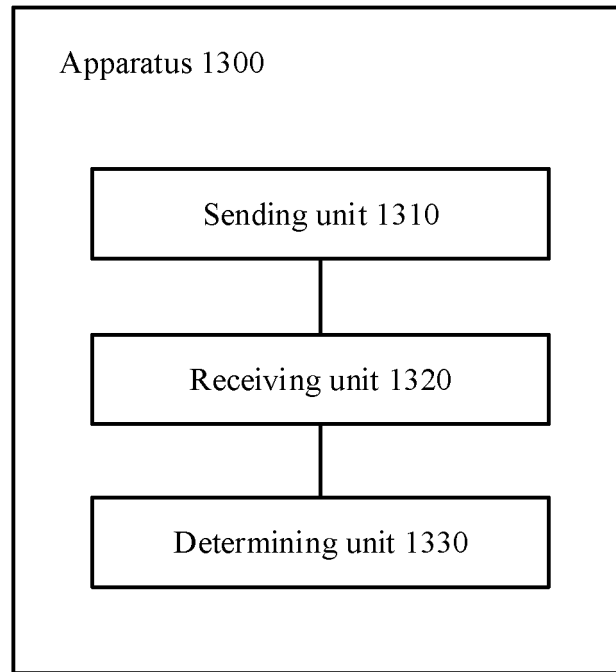 Apparatus 1300
Sending unit 1310
Receiving unit 1320
Determining unit 1330